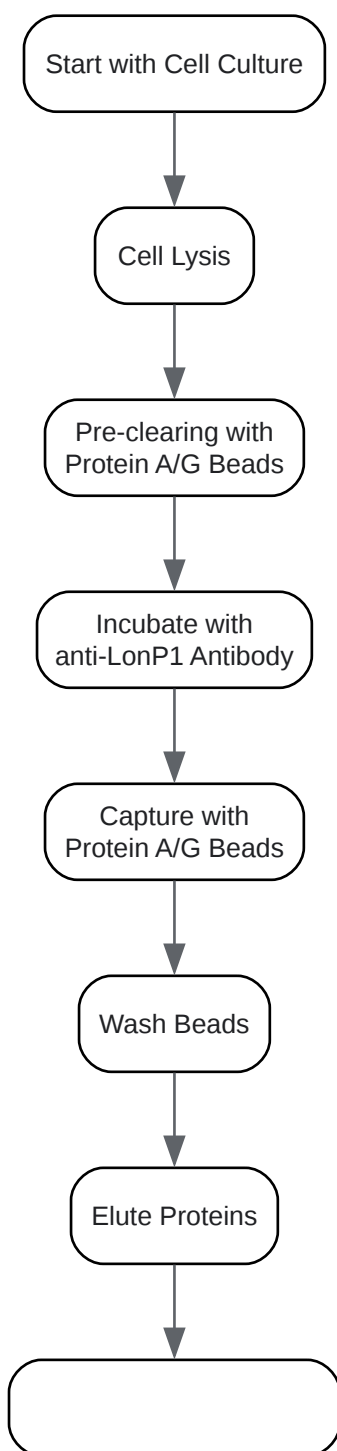 Start with Cell Culture
Cell Lysis
Pre-clearing with
Protein A/G Beads
Incubate with
anti-LonP1 Antibody
Capture with
Protein A/G Beads
Wash Beads
Elute Proteins